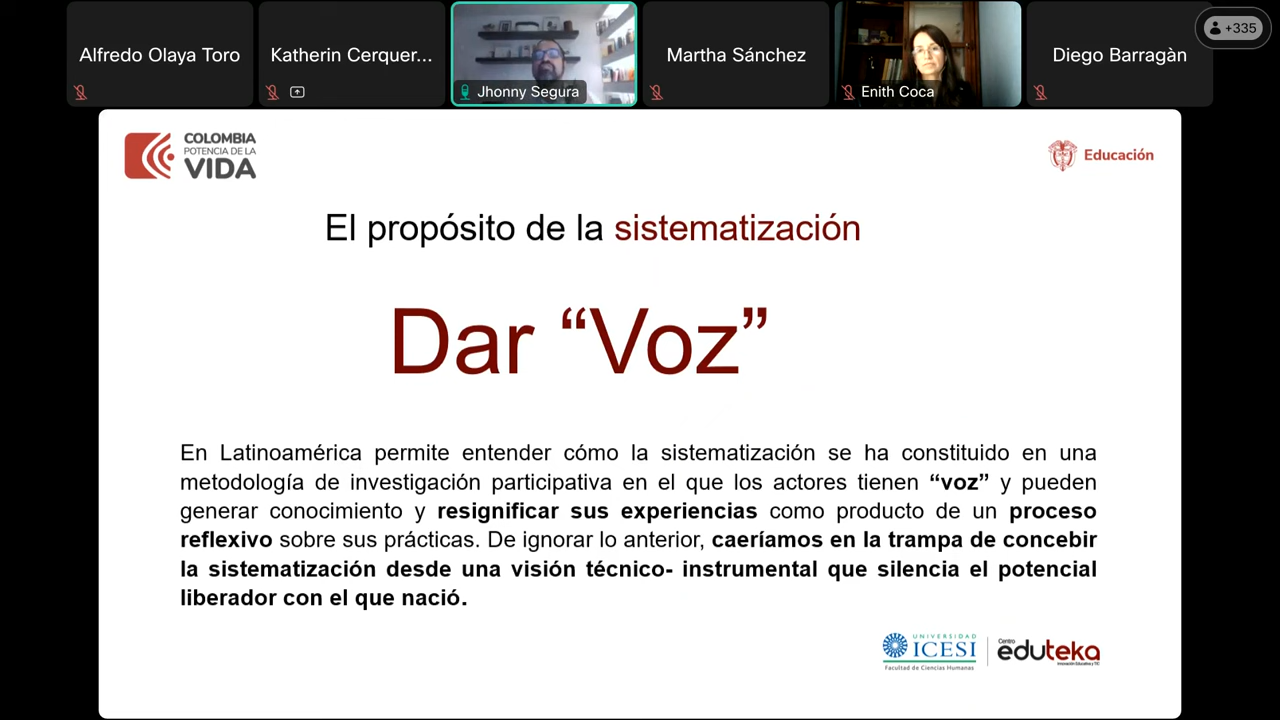 Alfredo Olaya Toro
Katherin Cerquer...
Jhonny Segura
Martha Sánchez
Enith Coca
Diego Barragàn
+335
COLOMBIA
POTENCIA DE LA
VIDA
Educación
El propósito de la sistematización
Dar “Voz”
En Latinoamérica permite entender cómo la sistematización se ha constituido en una
metodología de investigación participativa en el que los actores tienen “voz” y pueden
generar conocimiento y resignificar sus experiencias como producto de un proceso
reflexivo sobre sus prácticas. De ignorar lo anterior, caeríamos en la trampa de concebir
la sistematización desde una visión técnico- instrumental que silencia el potencial
liberador con el que nació.
UNIVERSIDAD
ICESI
Facultad de Ciencias Humanas
Centro
eduteka
Innovación Educativa y TIC